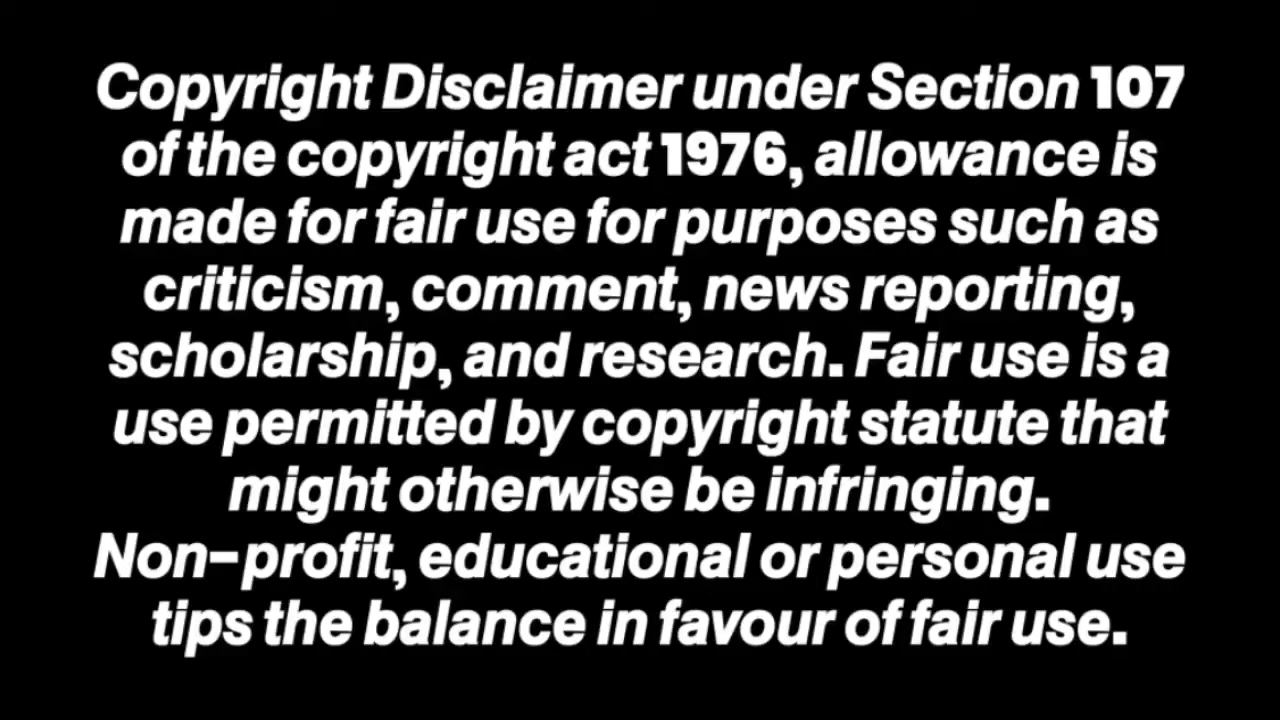 Copyright Disclaimer under Section 107
of the copyright act 1976, allowance is
made for fair use for purposes such as
criticism, comment, news reporting,
scholarship, and research. Fair use is a
use permitted by copyright statute that
might otherwise be infringing.
Non-profit, educational or personal use
tips the balance in favour of fair use.